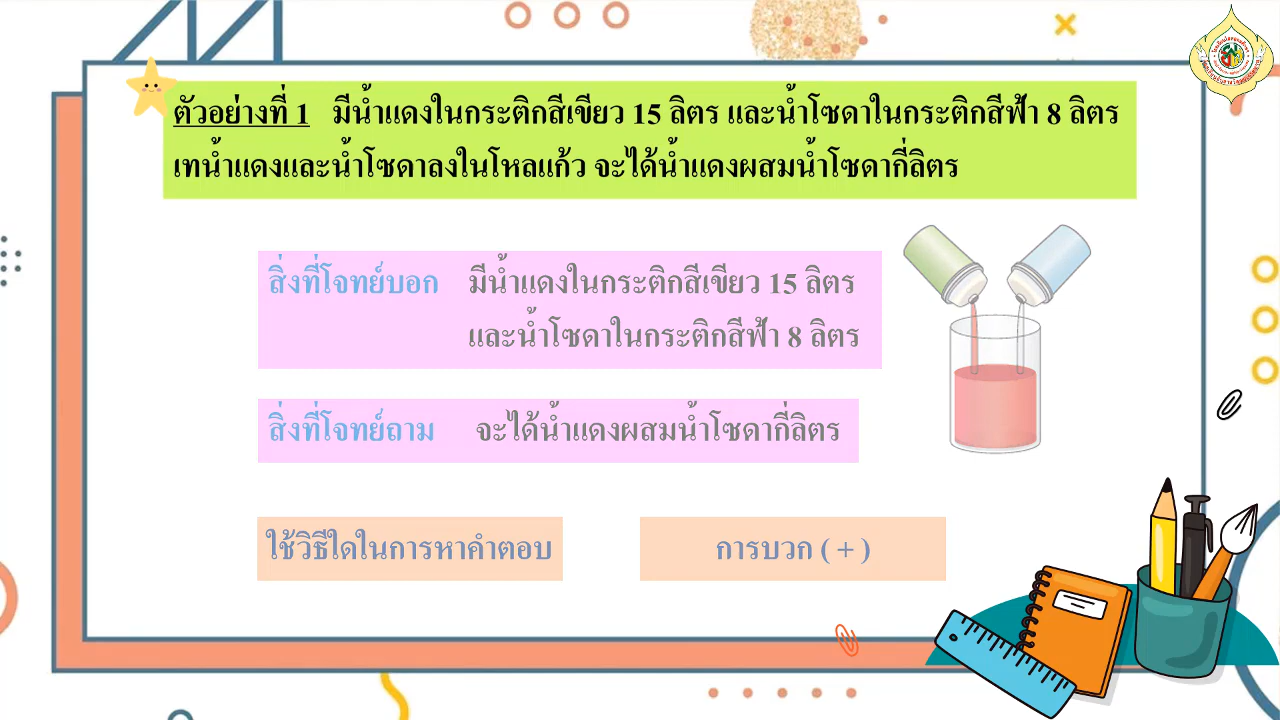 ตัวอย่างที่ 1 มีน้ำแดงในกระติกสีเขียว 15 ลิตร และน้ำโซดาในกระติกสีฟ้า 8 ลิตร
เทน้ำแดงและน้ำโซดาลงในโหลแก้ว จะได้น้ำแดงผสมน้ำโซดากี่ลิตร
สิ่งที่โจทย์บอก มีน้ำแดงในกระติกสีเขียว 15 ลิตร
และน้ำโซดาในกระติกสีฟ้า 8 ลิตร
สิ่งที่โจทย์ถาม จะได้น้ำแดงผสมน้ำโซดากี่ลิตร
ใช้วิธีใดในการหาคำตอบ การบวก ( + )